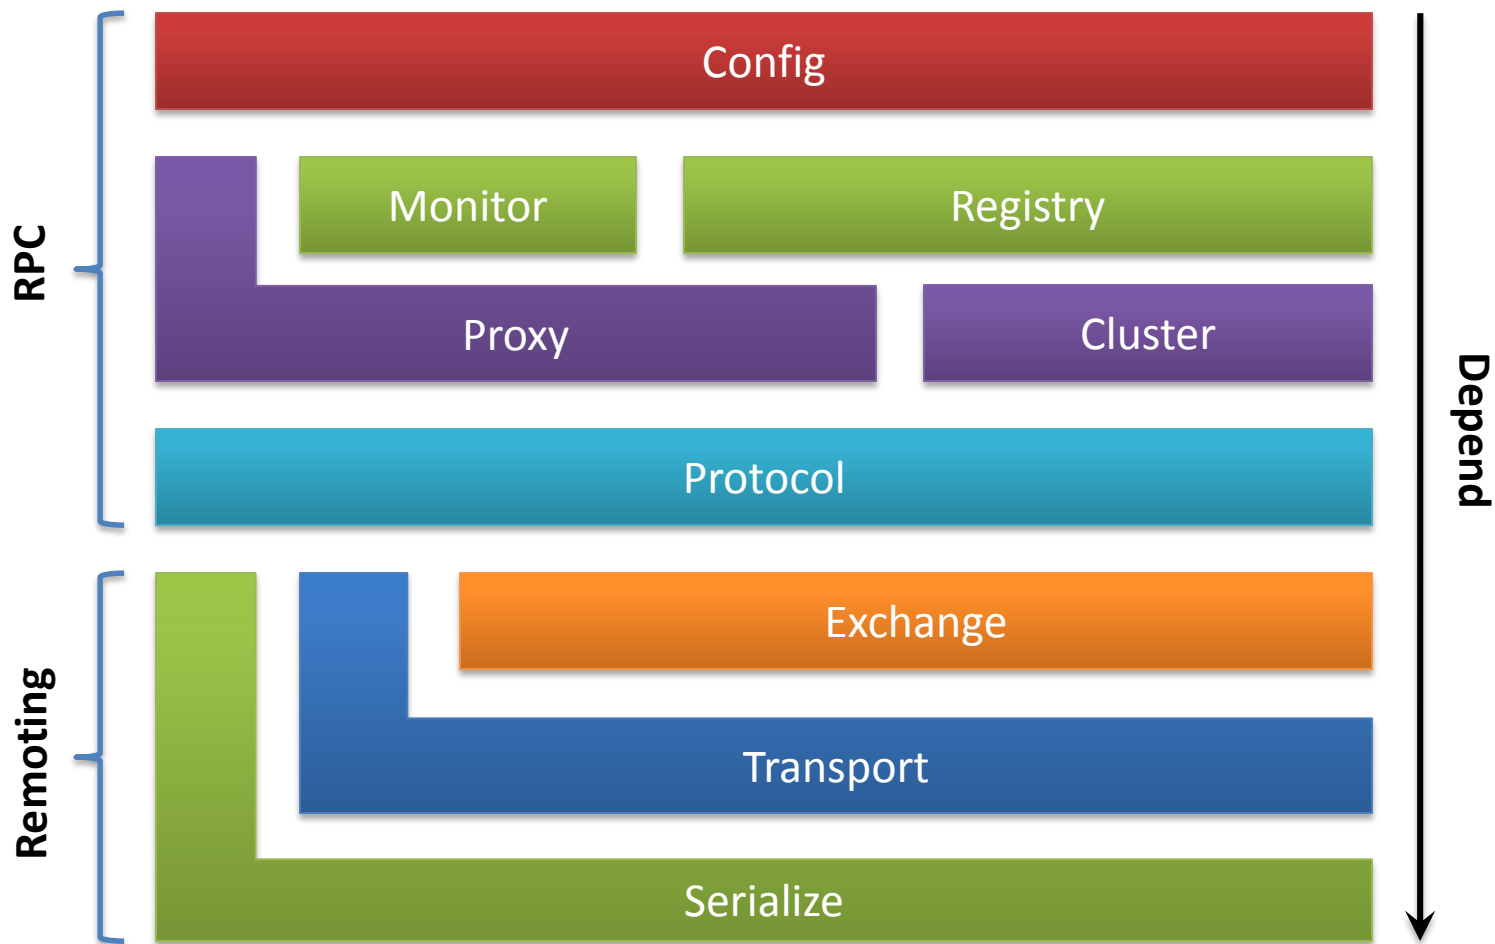 Config
Monitor
Registry
RPC
Proxy
Cluster
Depend
Protocol
Exchange
Remoting
Transport
Serialize